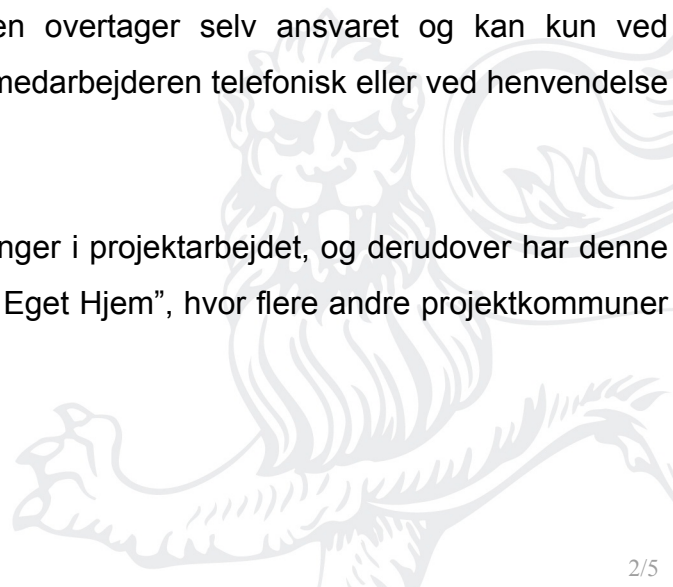 en overtager selv ansvaret og kan kun ved
medarbejderen telefonisk eller ved henvendelse
nger i projektarbejdet, og derudover har denne
Eget Hjem”, hvor flere andre projektkommuner
2/5